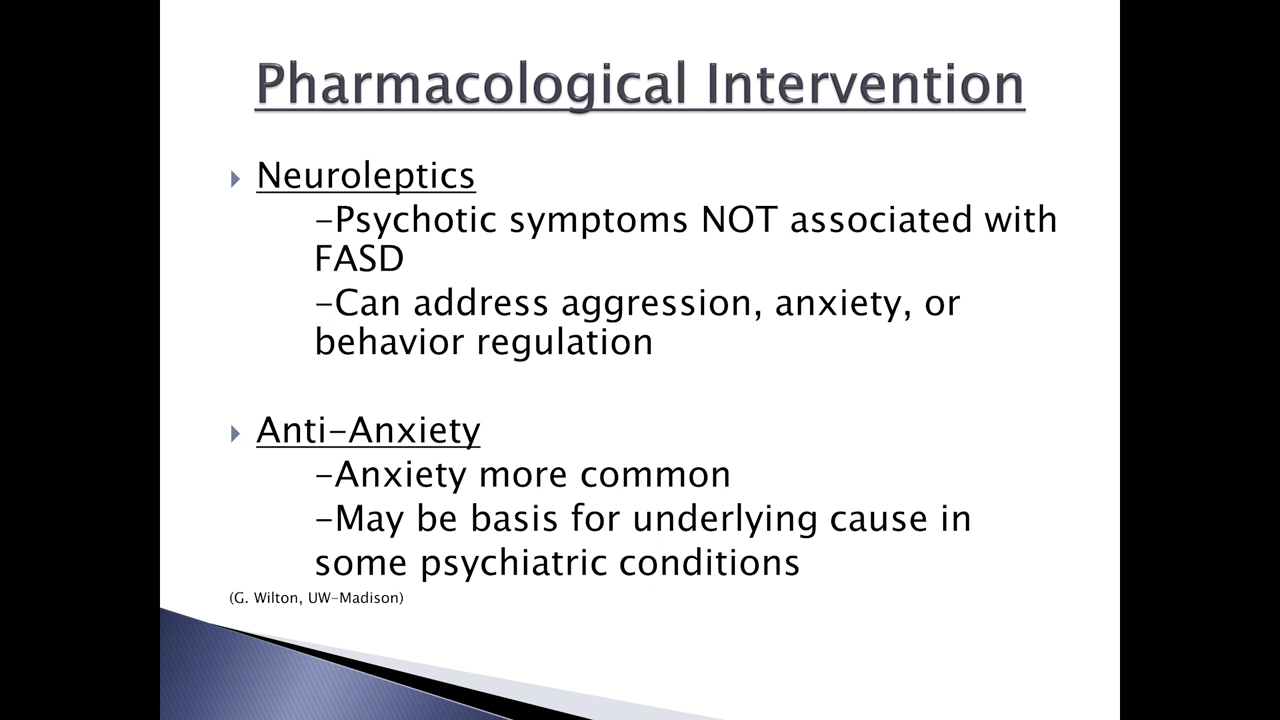 Pharmacological Intervention
Neuroleptics
-Psychotic symptoms NOT associated with
FASD
-Can address aggression, anxiety, or
behavior regulation
Anti-Anxiety
-Anxiety more common
-May be basis for underlying cause in
some psychiatric conditions
(G. Wilton, UW-Madison)